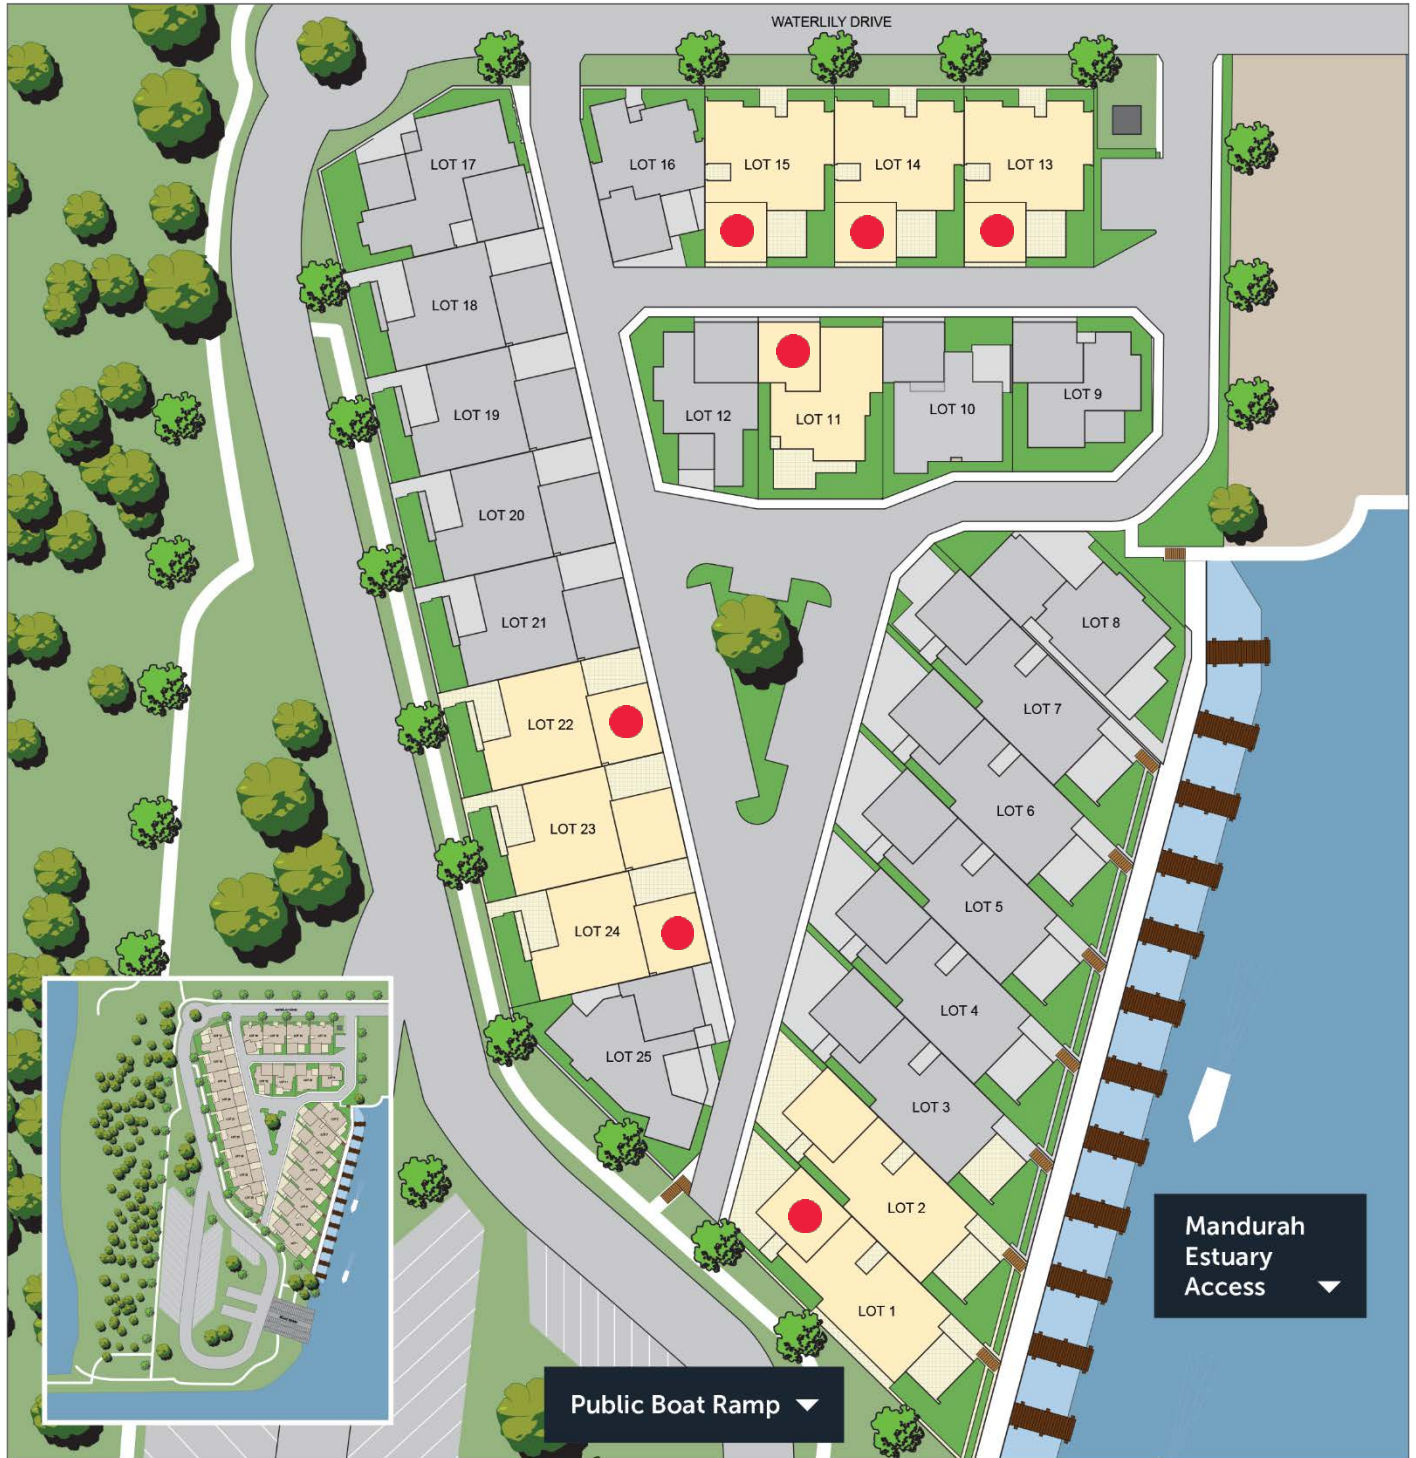 WATERLILY DRIVE
LOT 17
LOT 16
LOT 15
LOT 14
LOT 13
LOT 18
LOT 19
LOT 12
LOT 11
LOT 10
LOT 9
LOT 20
LOT 21
LOT 8
LOT 22
LOT 7
LOT 23
LOT 6
LOT 24
LOT 5
LOT 4
LOT 25
LOT 3
LOT 2
LOT 1
Mandurah
Estuary
Access
Public Boat Ramp